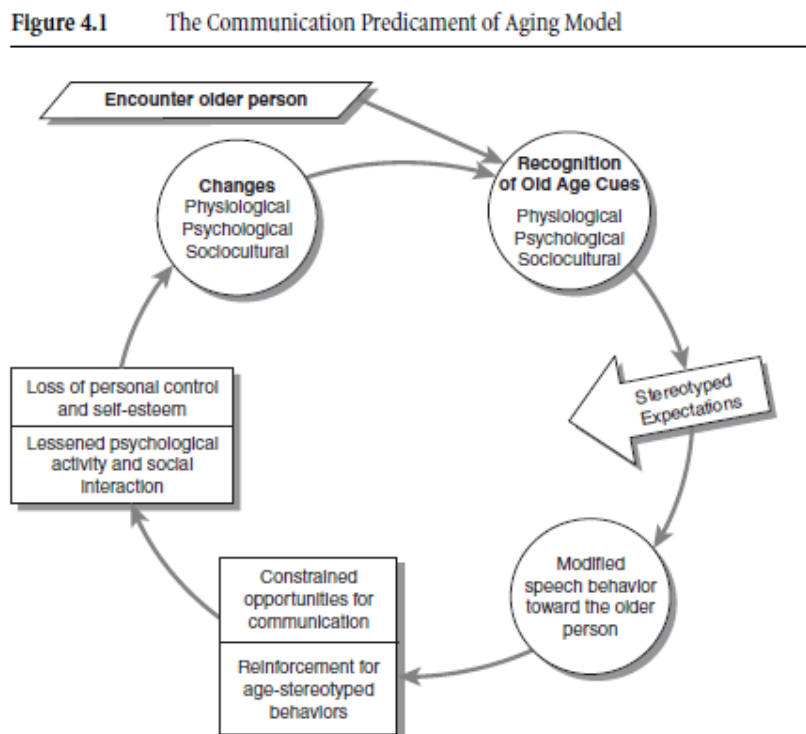 Figure 4.1 The Communication Predicament of Aging Model
Encounter older person
Recognition
of Old Age Cues
Physiological
Psychological
Sociocultural
Changes
Physiological
Psychological
Sociocultural
Stereotyped
Expectations
Modified
speech behavior
toward the older
person
Constrained
opportunities for
communication
Reinforcement for
age-stereotyped
behaviors
Loss of personal control
and self-esteem
Lessened psychological
activity and social
interaction